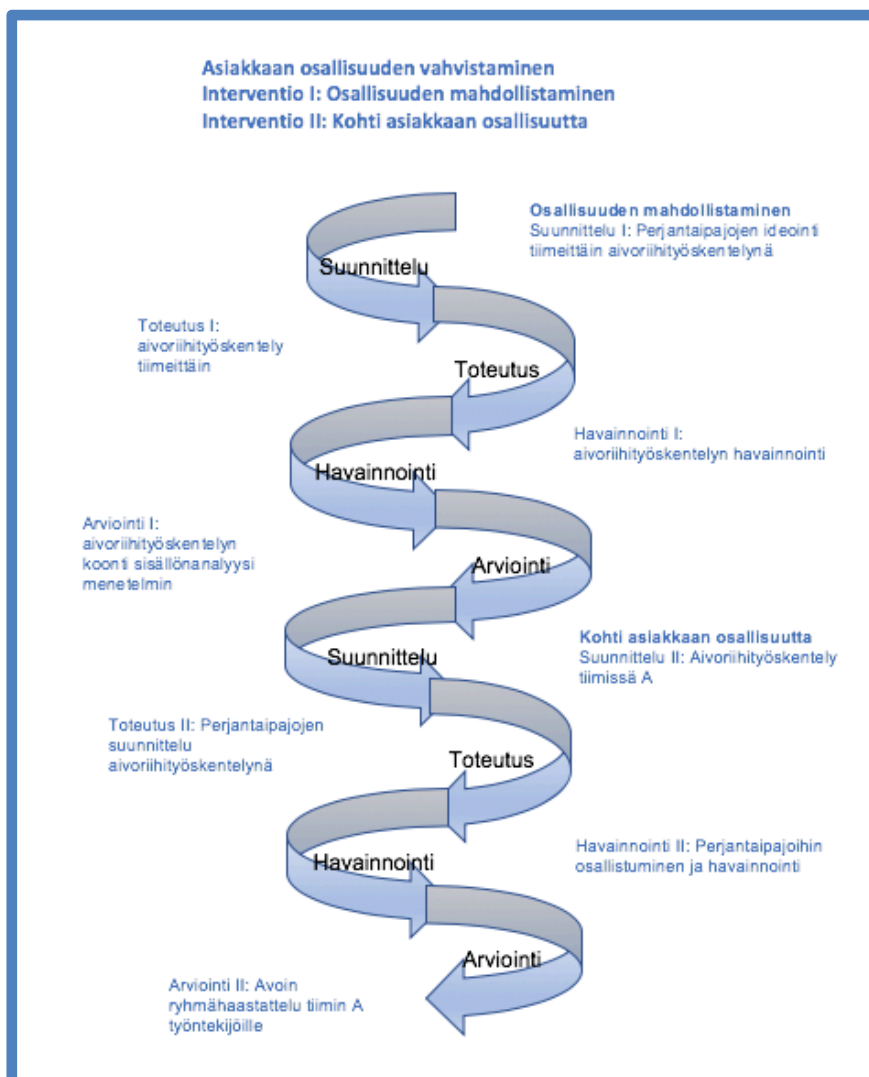 Asiakkaan osallisuuden vahvistaminen
Interventio I: Osallisuuden mahdollistaminen
Interventio II: Kohti asiakkaan osallisuutta
Osallisuuden mahdollistaminen
Suunnittelu I: Perjantaipajojen ideointi
tiimeittäin aivoriihityöskentelynä
Suunnittelu
Toteutus I:
aivoriihityöskentely
tiimeittäin
Toteutus
Havainnointi I:
aivoriihityöskentelyn havainnointi
Havainnointi
Arviointi I:
aivoriihityöskentelyn
koonti sisällönanalyysi
menetelmin
Arviointi
Kohti asiakkaan osallisuutta
Suunnittelu II: Aivoriihityöskentely
tiimissä A
Suunnittelu
Toteutus II: Perjantaipajojen
suunnittelu
aivoriihityöskentelynä
Toteutus
Havainnointi II: Perjantaipajoihin
osallistuminen ja havainnointi
Havainnointi
Arviointi
Arviointi II: Avoin
ryhmähaastattelu tiimin A
työntekijöille